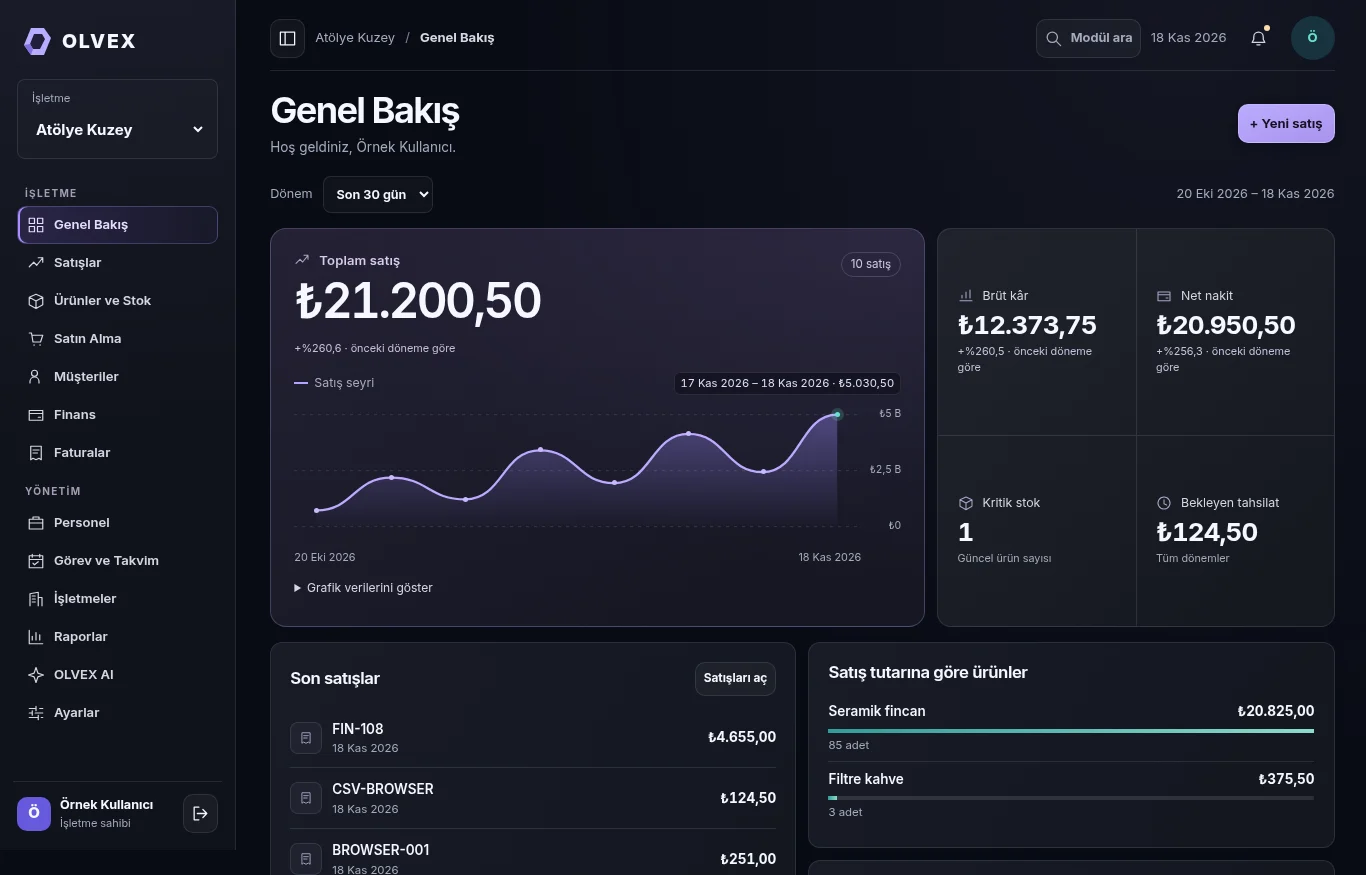 OLVEX
İşletme
Atölye Kuzey
İŞLETME
Genel Bakış
Satışlar
Ürünler ve Stok
Satın Alma
Müşteriler
Finans
Faturalar
YÖNETİM
Personel
Görev ve Takvim
İşletmeler
Raporlar
OLVEX AI
Ayarlar
Ö
Örnek Kullanıcı
İşletme sahibi
Atölye Kuzey / Genel Bakış
Modül ara
18 Kas 2026
Ö
Genel Bakış
Hoş geldiniz, Örnek Kullanıcı.
+ Yeni satış
Dönem
Son 30 gün
20 Eki 2026 – 18 Kas 2026
Toplam satış
10 satış
₺21.200,50
+%260,6 · önceki döneme göre
Satış seyri
17 Kas 2026 – 18 Kas 2026 · ₺5.030,50
₺5 B
₺2,5 B
₺0
20 Eki 2026
18 Kas 2026
Grafik verilerini göster
Brüt kâr
₺12.373,75
+%260,5 · önceki döneme
göre
Net nakit
₺20.950,50
+%256,3 · önceki döneme
göre
Kritik stok
1
Güncel ürün sayısı
Bekleyen tahsilat
₺124,50
Tüm dönemler
Son satışlar
Satışları aç
FIN-108
18 Kas 2026
₺4.655,00
CSV-BROWSER
18 Kas 2026
₺124,50
BROWSER-001
18 Kas 2026
₺251,00
Satış tutarına göre ürünler
Seramik fincan
₺20.825,00
85 adet
Filtre kahve
₺375,50
3 adet